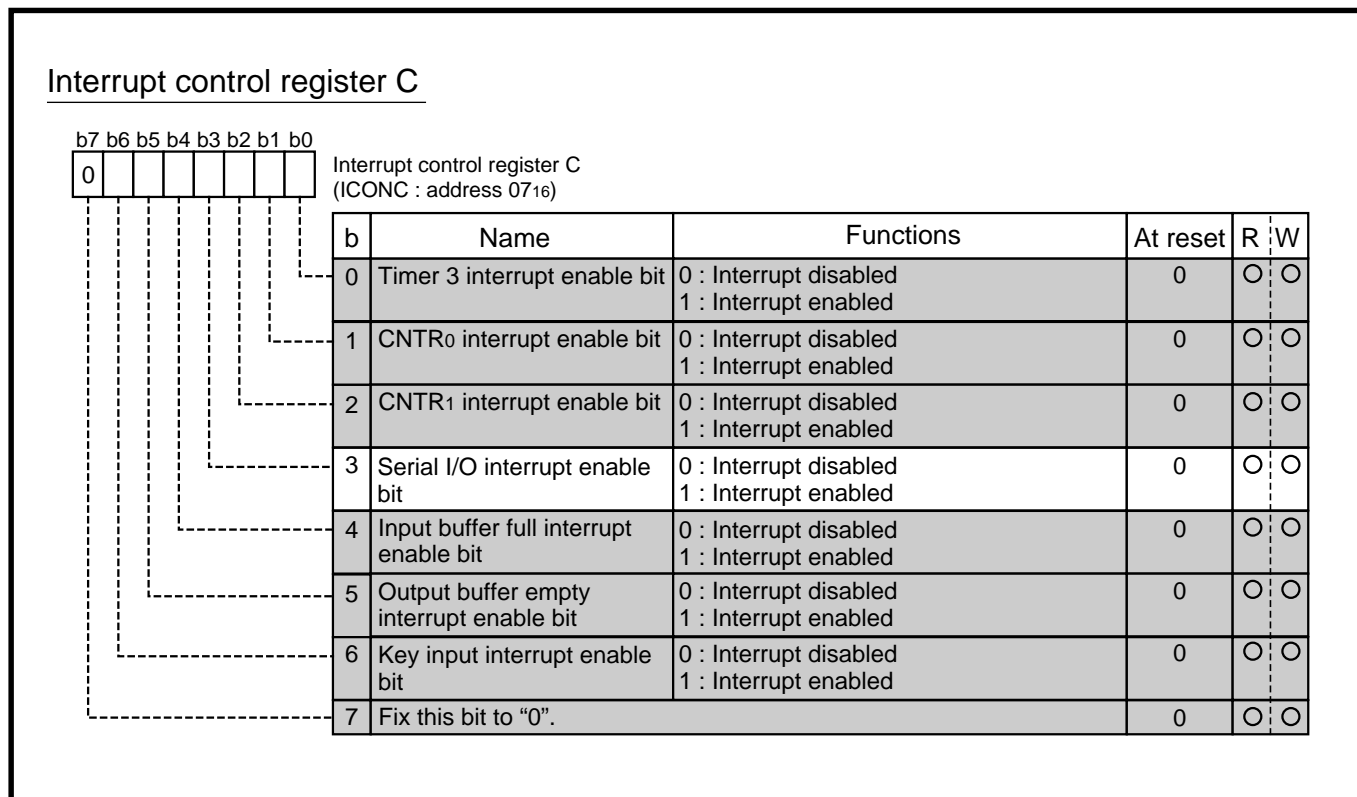 Interrupt control register C
b7 b6 b5 b4 b3 b2 b1 b0
0
Interrupt control register C
(ICONC : address 0716)
b Name Functions At reset R W
0 Timer 3 interrupt enable bit 0 : Interrupt disabled 0 O O
1 : Interrupt enabled
1 CNTR0 interrupt enable bit 0 : Interrupt disabled 0 O O
1 : Interrupt enabled
2 CNTR1 interrupt enable bit 0 : Interrupt disabled 0 O O
1 : Interrupt enabled
3 Serial I/O interrupt enable 0 : Interrupt disabled 0 O O
bit 1 : Interrupt enabled
4 Input buffer full interrupt 0 : Interrupt disabled 0 O O
enable bit 1 : Interrupt enabled
5 Output buffer empty 0 : Interrupt disabled 0 O O
interrupt enable bit 1 : Interrupt enabled
6 Key input interrupt enable 0 : Interrupt disabled 0 O O
bit 1 : Interrupt enabled
7 Fix this bit to “0”. 0 O O